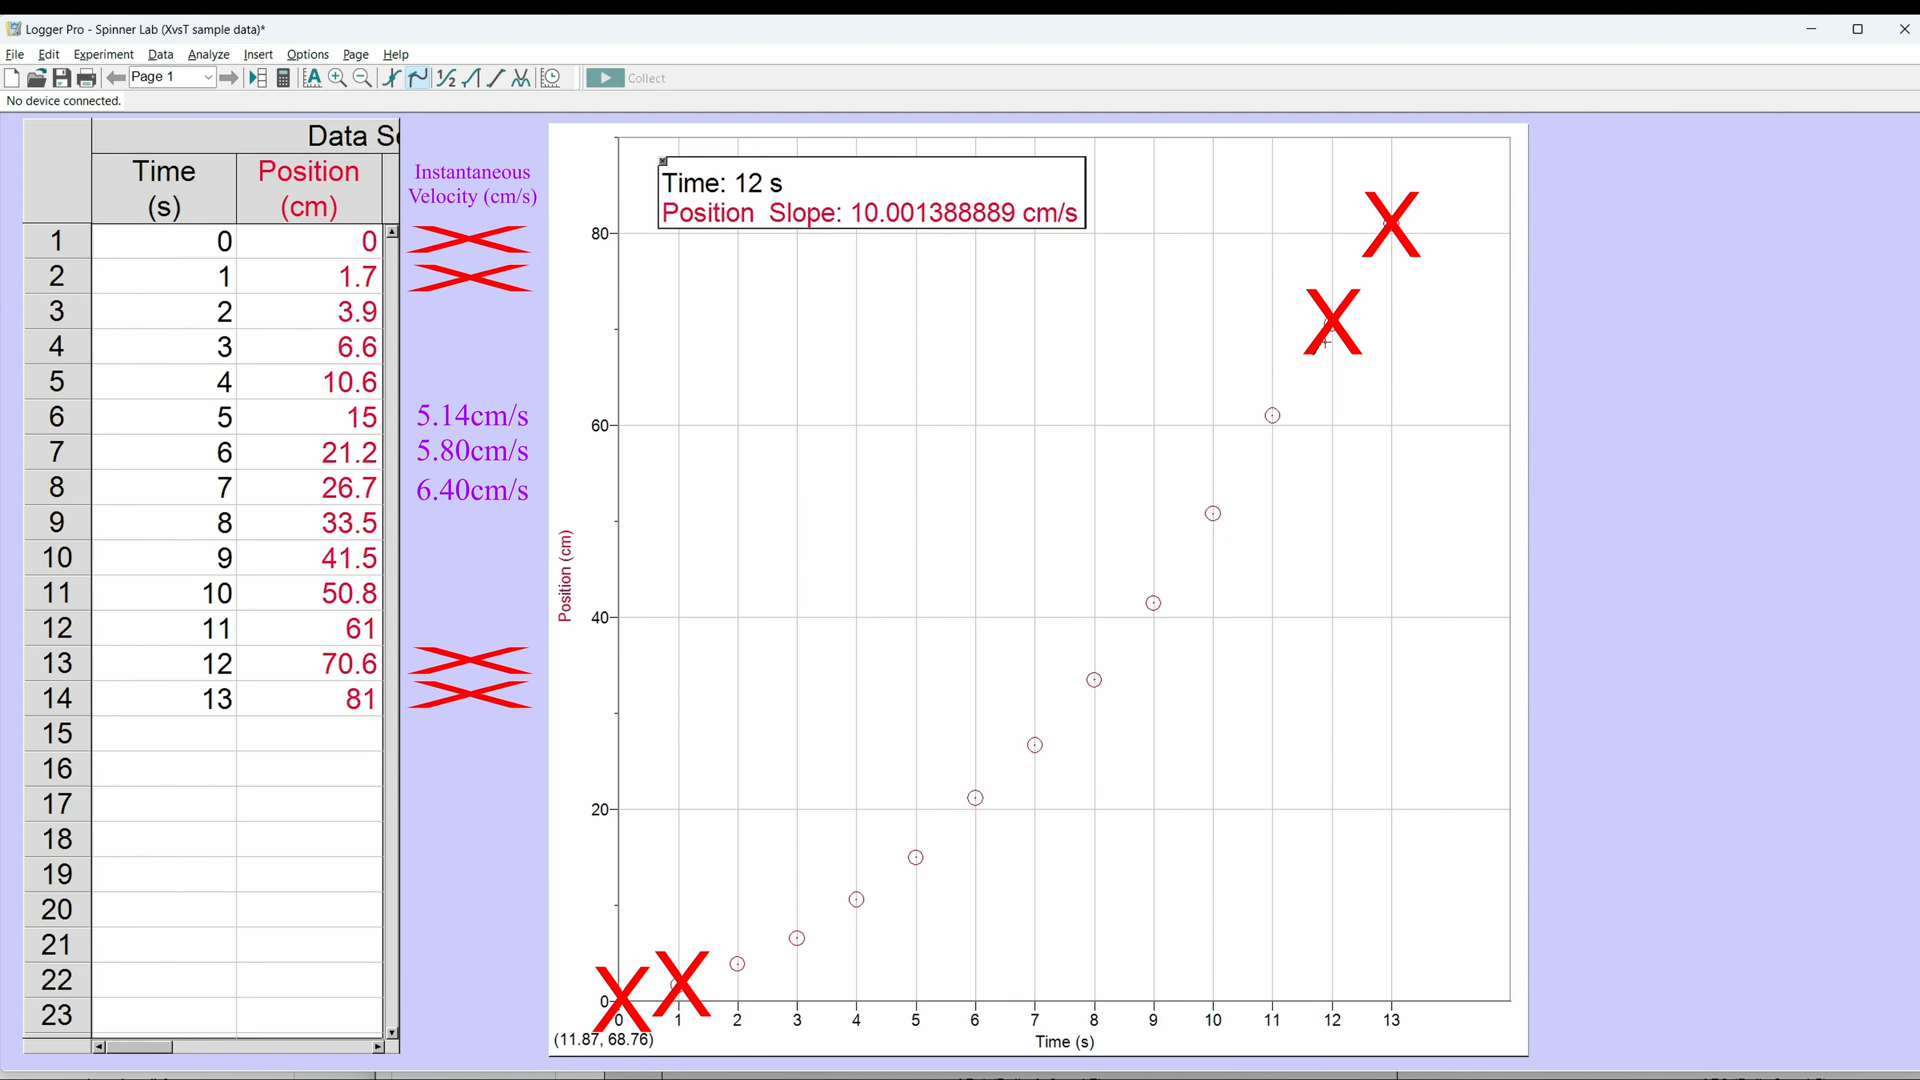 Logger Pro - Spinner Lab (XvsT sample data)*
File Edit Experiment Data Analyze Insert Options Page Help
Page 1
Collect
No device connected.
Data Se
Time (s)
Position (cm)
Instantaneous
Velocity (cm/s)
1 0 0
2 1 1.7
3 2 3.9
4 3 6.6
5 4 10.6
6 5 15 5.14cm/s
7 6 21.2 5.80cm/s
8 7 26.7 6.40cm/s
9 8 33.5
10 9 41.5
11 10 50.8
12 11 61
13 12 70.6
14 13 81
15
16
17
18
19
20
21
22
23
Time: 12 s
Position Slope: 10.001388889 cm/s
80
60
40
20
0
Position (cm)
0 1 2 3 4 5 6 7 8 9 10 11 12 13
(11.87, 68.76)
Time (s)